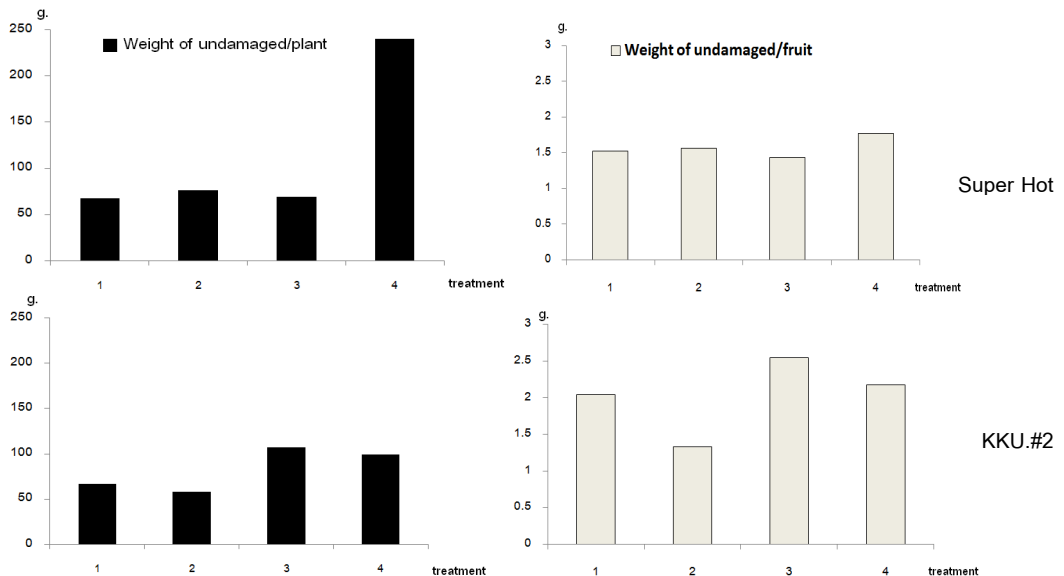 g.
250
200
150
100
50
0
Weight of undamaged/plant
1 2 3 4 treatment
g.
3
2.5
2
1.5
1
0.5
0
Weight of undamaged/fruit
1 2 3 4 treatment
Super Hot
g.
250
200
150
100
50
0
1 2 3 4 treatment
g.
3
2.5
2
1.5
1
0.5
0
1 2 3 4 treatment
KKU.#2